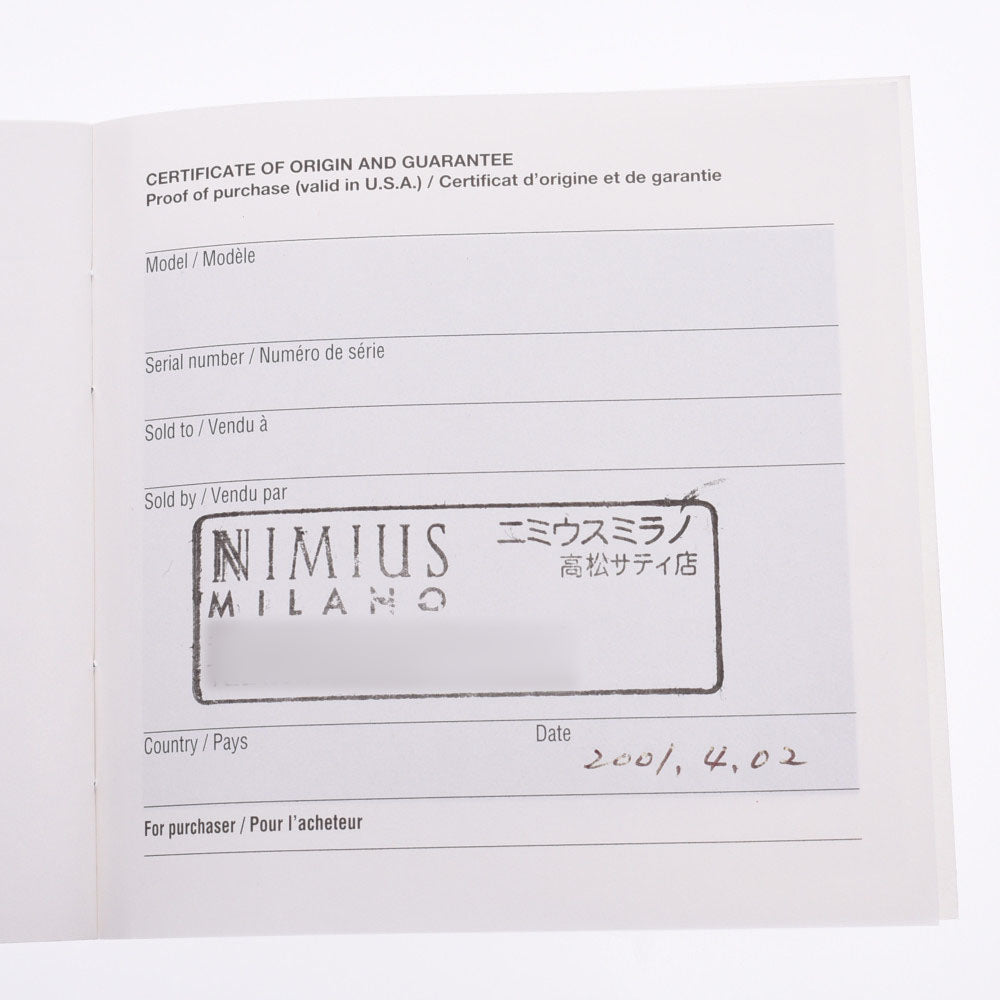 CERTIFICATE OF ORIGIN AND GUARANTEE
Proof of purchase (valid in U.S.A.) / Certificat d'origine et de garantie
Model / Modèle
Serial number / Numéro de série
Sold to / Vendu à
Sold by / Vendu par
NIMIUS ニミウスミラノ
MILANO 高松サティ店
Country / Pays Date 2001.4.02
For purchaser / Pour l'acheteur